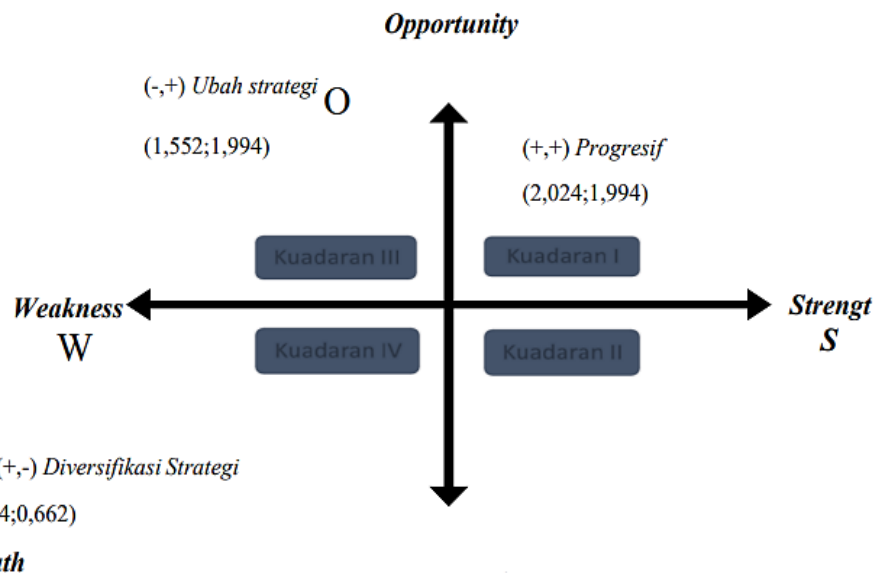 Opportunity
(-,+) Ubah strategi
O
(1,552;1,994)
(+,+) Progresif
(2,024;1,994)
Kuadaran III
Kuadaran I
Weakness
Strengt
W
S
Kuadaran IV
Kuadaran II
(+,-) Diversifikasi Strategi
4;0,662)